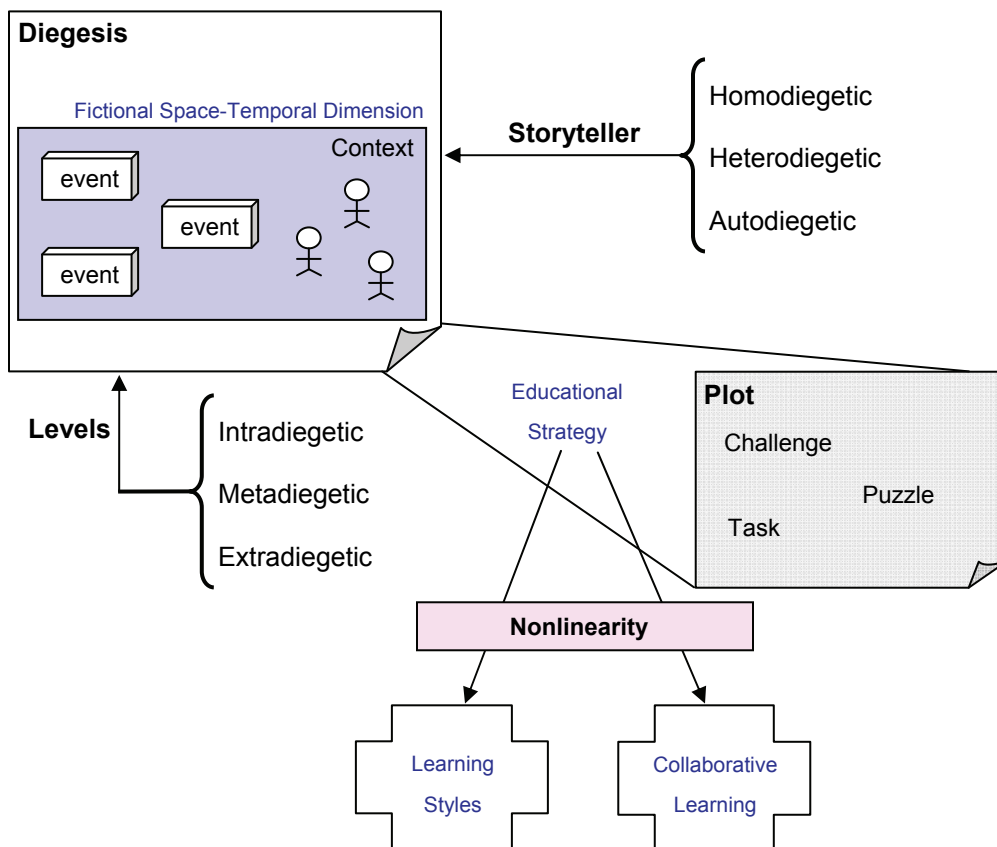 Diegesis
Fictional Space-Temporal Dimension
Context
event
event
event
Storyteller
Homodiegetic
Heterodiegetic
Autodiegetic
Levels
Intradiegetic
Metadiegetic
Extradiegetic
Educational
Strategy
Plot
Challenge
Puzzle
Task
Nonlinearity
Learning
Styles
Collaborative
Learning